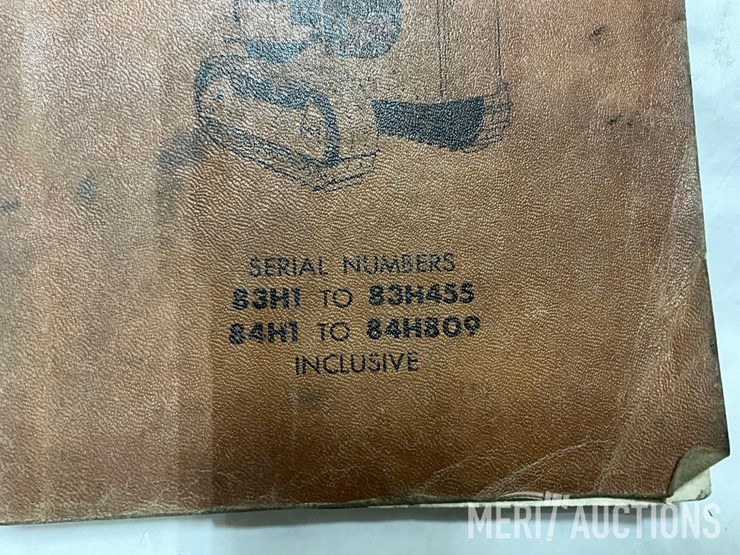 SERIAL NUMBERS
83H1 TO 83H455
84H1 TO 84H809
INCLUSIVE
MERIT AUCTIONS